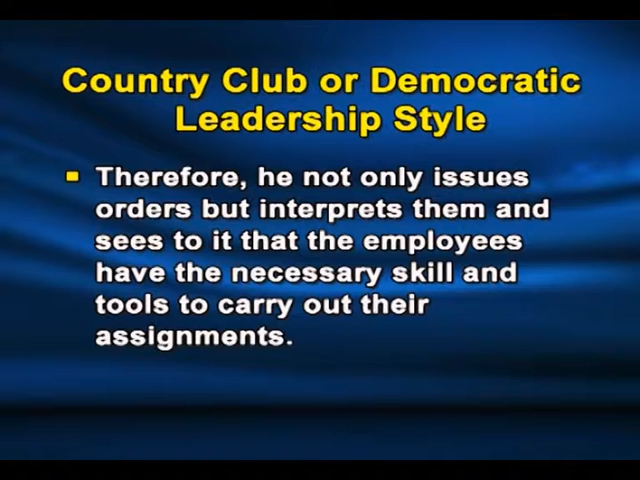 Country Club or Democratic
Leadership Style
Therefore, he not only issues
orders but interprets them and
sees to it that the employees
have the necessary skill and
tools to carry out their
assignments.